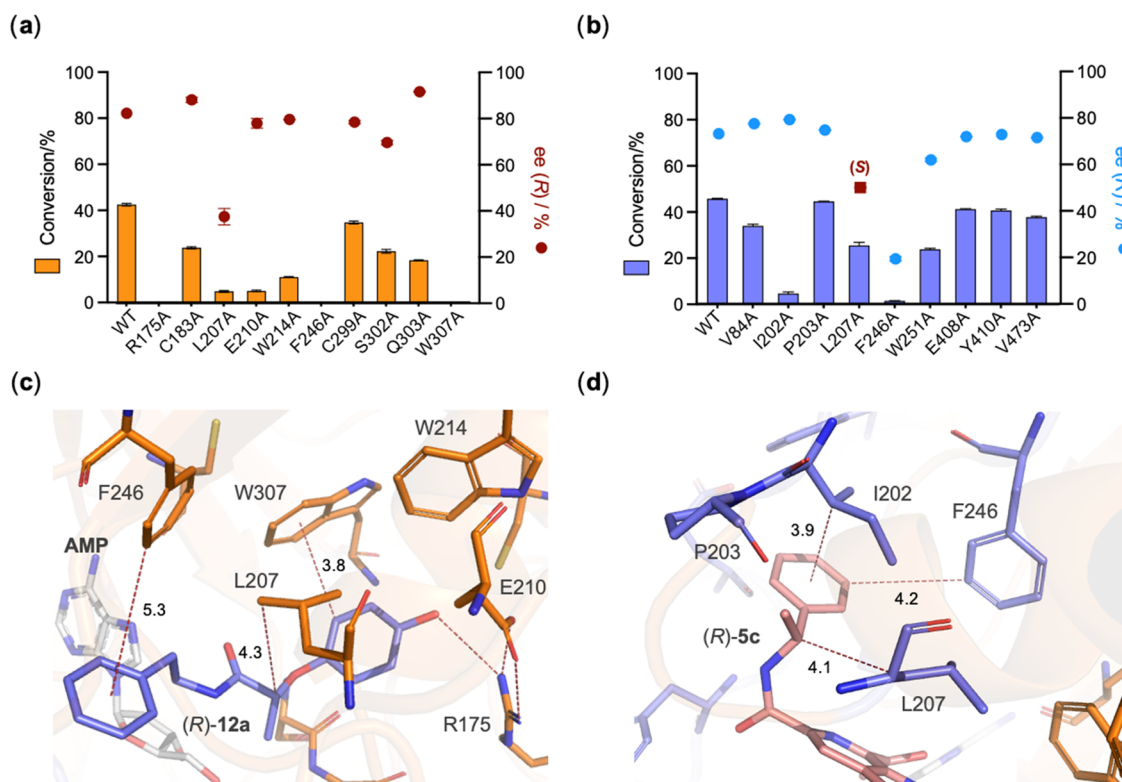 (a)
100
80
60
40
20
0
Conversion/%
100
80
60
40
20
0
ee (R) / %
WT
R175A
C183A
L207A
E210A
W214A
F246A
C299A
S302A
Q303A
W307A
(b)
100
80
60
40
20
0
Conversion/%
(S)
100
80
60
40
20
0
ee (R) / %
WT
V84A
I202A
P203A
L207A
F246A
W251A
E408A
Y410A
V473A
(c)
W214
F246
W307
AMP
L207
3.8
E210
5.3
4.3
(R)-12a
R175
(d)
I202
F246
3.9
P203
4.2
(R)-5c
4.1
L207